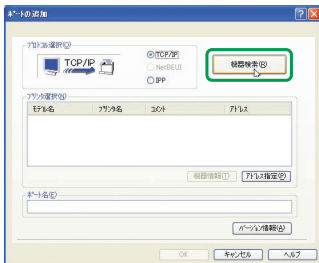 ポートの追加
プロトコル選択(O)
TCP/IP
TCP/IP
NetBEUI
IPP
機器検索(R)
プリンタ選択(N)
モデル名 プリンタ名 コメント アドレス
機器情報(I) アドレス指定(P)
ポート名(E)
バージョン情報(A)
OK キャンセル ヘルプ